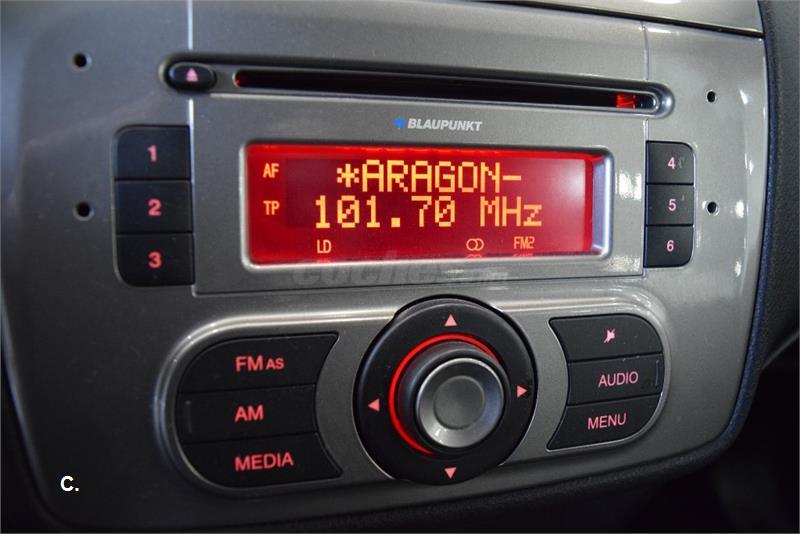 BLAUPUNKT
1
2
3
AF
*ARAGON-
TP
101.70 MHz
LD
FM2
4
5
6
FM AS
AM
MEDIA
AUDIO
MENU
C.